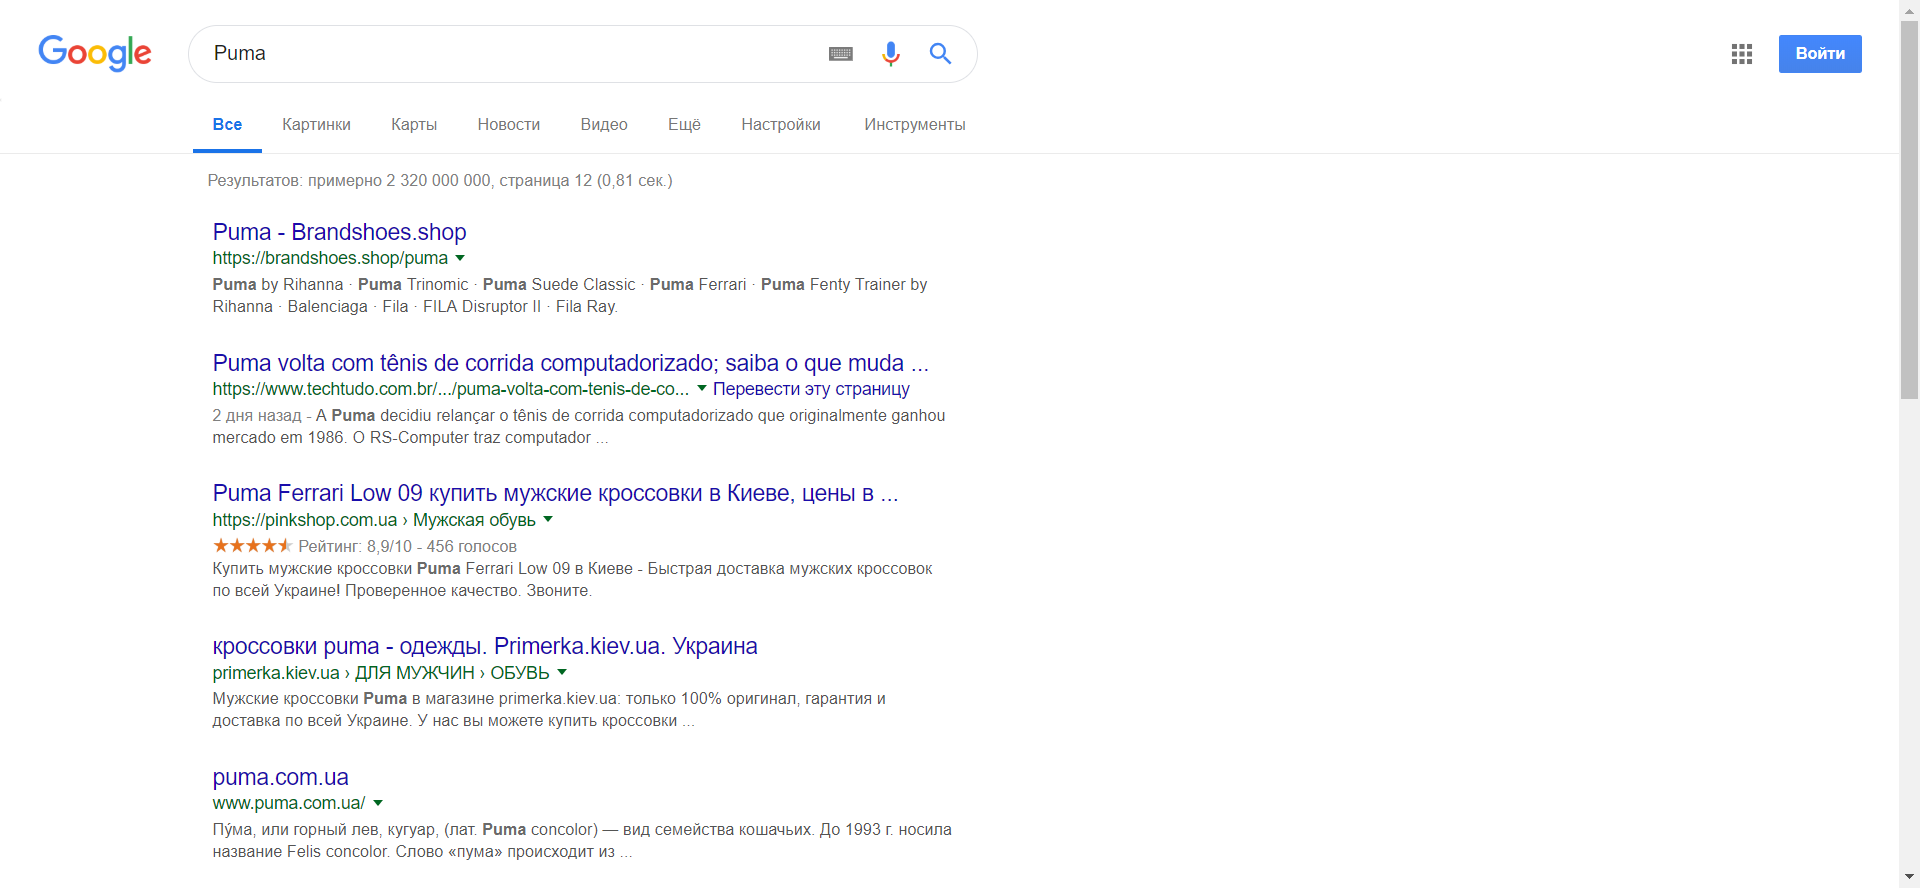 Google
Puma
Войти
Все Картинки Карты Новости Видео Ещё Настройки Инструменты
Результатов: примерно 2 320 000 000, страница 12 (0,81 сек.)
Puma - Brandshoes.shop
https://brandshoes.shop/puma
Puma by Rihanna · Puma Trinomic · Puma Suede Classic · Puma Ferrari · Puma Fenty Trainer by
Rihanna · Balenciaga · Fila · FILA Disruptor II · Fila Ray.
Puma volta com tênis de corrida computadorizado; saiba o que muda ...
https://www.techtudo.com.br/.../puma-volta-com-tenis-de-co... Перевести эту страницу
2 дня назад - A Puma decidiu relançar o tênis de corrida computadorizado que originalmente ganhou
mercado em 1986. O RS-Computer traz computador ...
Puma Ferrari Low 09 купить мужские кроссовки в Киеве, цены в ...
https://pinkshop.com.ua › Мужская обувь
Рейтинг: 8,9/10 - 456 голосов
Купить мужские кроссовки Puma Ferrari Low 09 в Киеве - Быстрая доставка мужских кроссовок
по всей Украине! Проверенное качество. Звоните.
кроссовки puma - одежды. Primerka.kiev.ua. Украина
primerka.kiev.ua › ДЛЯ МУЖЧИН › ОБУВЬ
Мужские кроссовки Puma в магазине primerka.kiev.ua: только 100% оригинал, гарантия и
доставка по всей Украине. У нас вы можете купить кроссовки ...
puma.com.ua
www.puma.com.ua/
Пу́ма, или горный лев, кугуар, (лат. Puma concolor) — вид семейства кошачьих. До 1993 г. носила
название Felis concolor. Слово «пума» происходит из ...